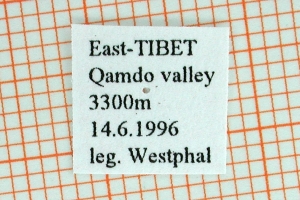 East-TIBET
Qamdo valley
3300m
14.6.1996
leg. Westphal